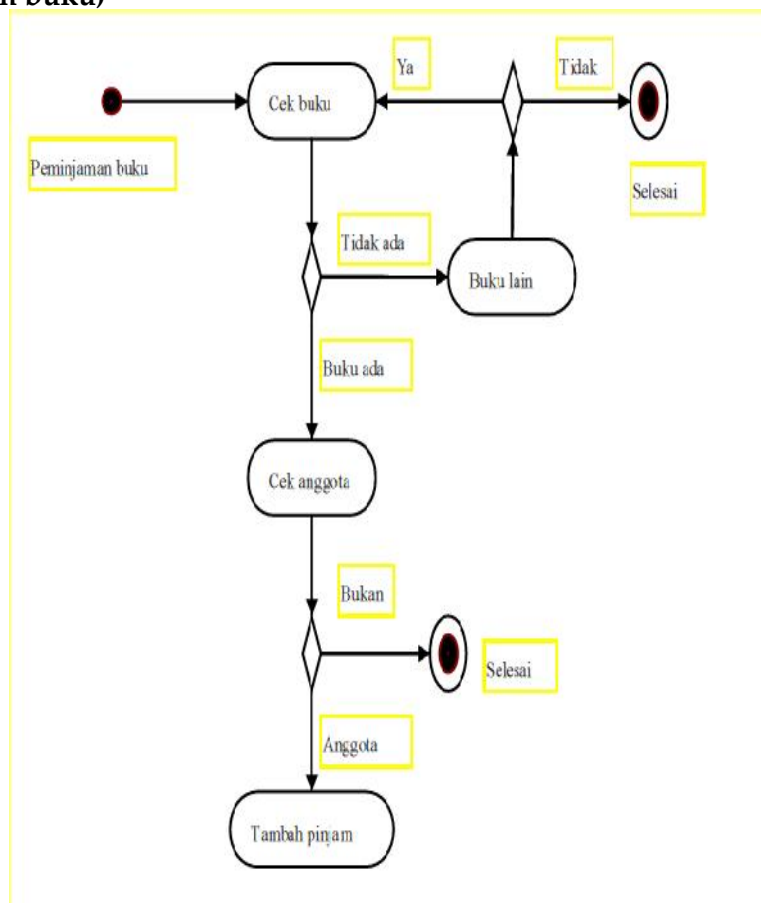 n buku)
Ya
Tidak
Cek buku
Peminjaman buku
Selesai
Tidak ada
Buku lain
Buku ada
Cek anggota
Bukan
Selesai
Anggota
Tambah pinjam